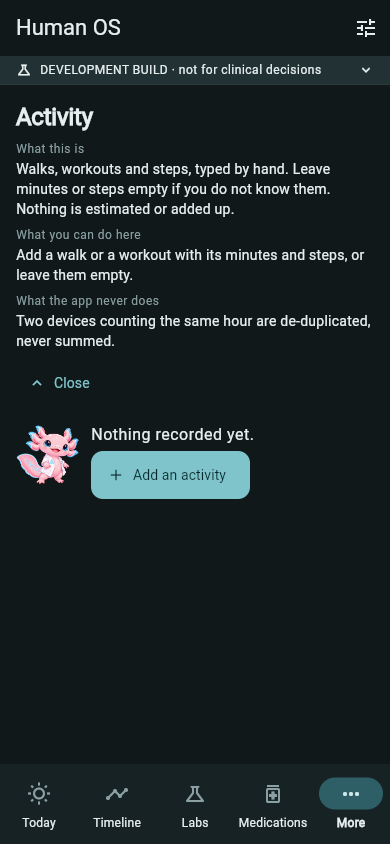 Human OS
DEVELOPMENT BUILD · not for clinical decisions
Activity
What this is
Walks, workouts and steps, typed by hand. Leave
minutes or steps empty if you do not know them.
Nothing is estimated or added up.
What you can do here
Add a walk or a workout with its minutes and steps, or
leave them empty.
What the app never does
Two devices counting the same hour are de-duplicated,
never summed.
Close
Nothing recorded yet.
Add an activity
Today
Timeline
Labs
Medications
More